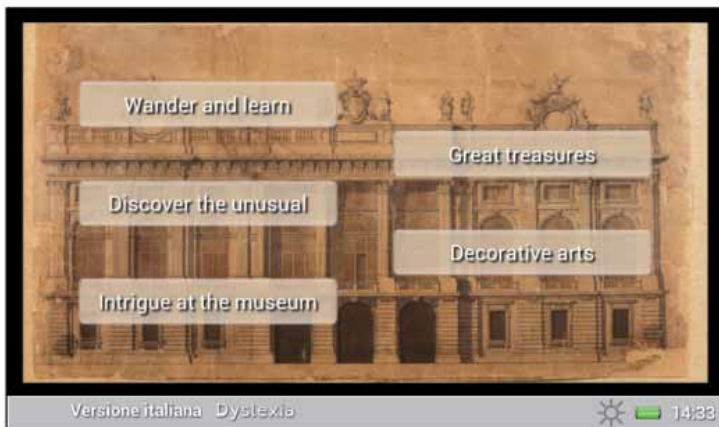 Wander and learn
Great treasures
Discover the unusual
Decorative arts
Intrigue at the museum
Versione italiana Dyslexia 14:33